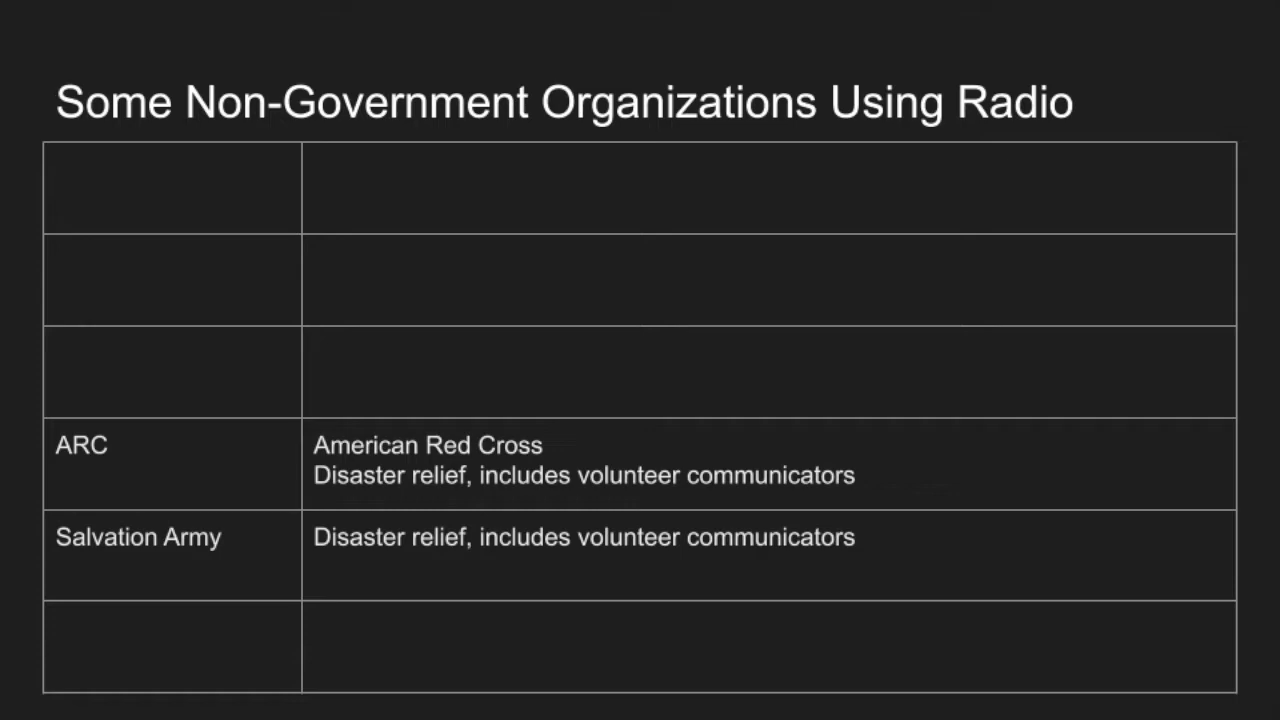 Some Non-Government Organizations Using Radio
ARC
American Red Cross
Disaster relief, includes volunteer communicators
Salvation Army
Disaster relief, includes volunteer communicators